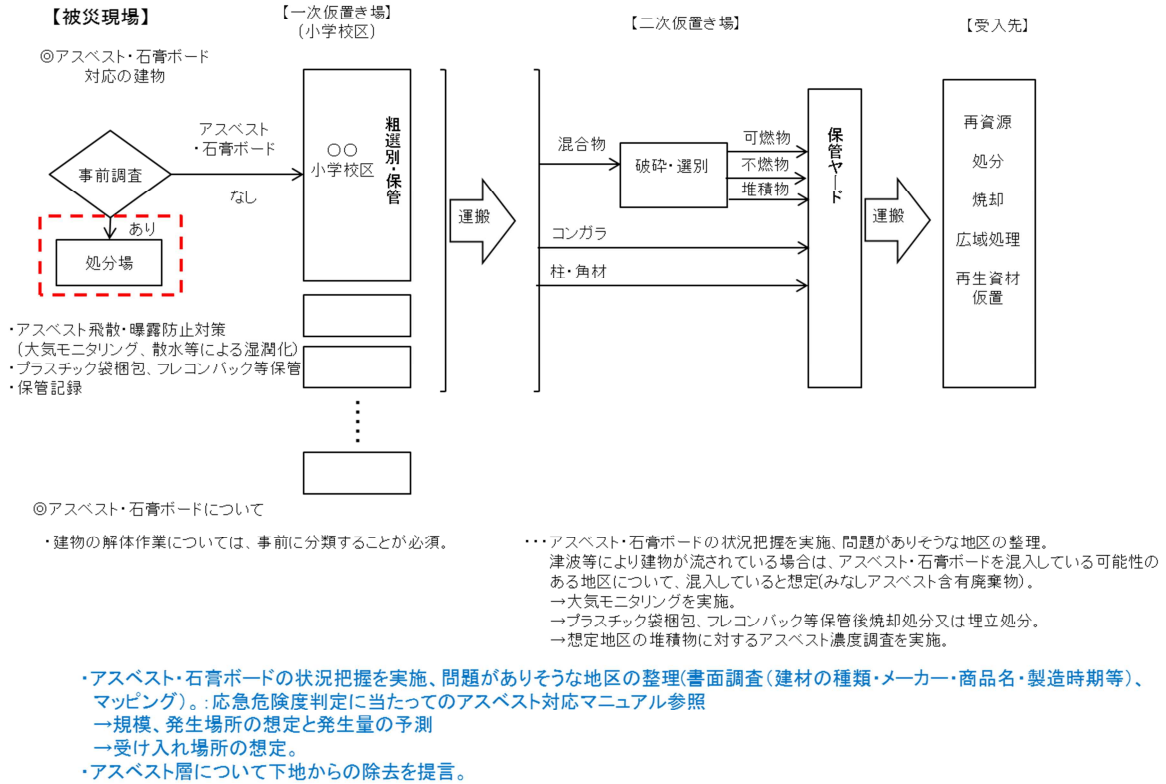 【被災現場】
【一次仮置き場】
(小学校区)
【二次仮置き場】
【受入先】
◎アスベスト・石膏ボード
対応の建物
事前調査
アスベスト
・石膏ボード
なし
あり
処分場
・アスベスト飛散・曝露防止対策
(大気モニタリング、散水等による湿潤化)
・プラスチック袋梱包、フレコンバック等保管
・保管記録
〇〇
小学校区
粗選別・保管
運搬
混合物
破砕・選別
可燃物
不燃物
堆積物
コンガラ
柱・角材
保管ヤード
運搬
再資源
処分
焼却
広域処理
再生資材
仮置
◎アスベスト・石膏ボードについて
・建物の解体作業については、事前に分類することが必須。
・・・アスベスト・石膏ボードの状況把握を実施、問題がありそうな地区の整理。
津波等により建物が流されている場合は、アスベスト・石膏ボードを混入している可能性の
ある地区について、混入していると想定(みなしアスベスト含有廃棄物)。
→大気モニタリングを実施。
→プラスチック袋梱包、フレコンバック等保管後焼却処分又は埋立処分。
→想定地区の堆積物に対するアスベスト濃度調査を実施。
・アスベスト・石膏ボードの状況把握を実施、問題がありそうな地区の整理(書面調査(建材の種類・メーカー・商品名・製造時期等)、
マッピング)。:応急危険度判定に当たってのアスベスト対応マニュアル参照
→規模、発生場所の想定と発生量の予測
→受け入れ場所の想定。
・アスベスト層について下地からの除去を提言。